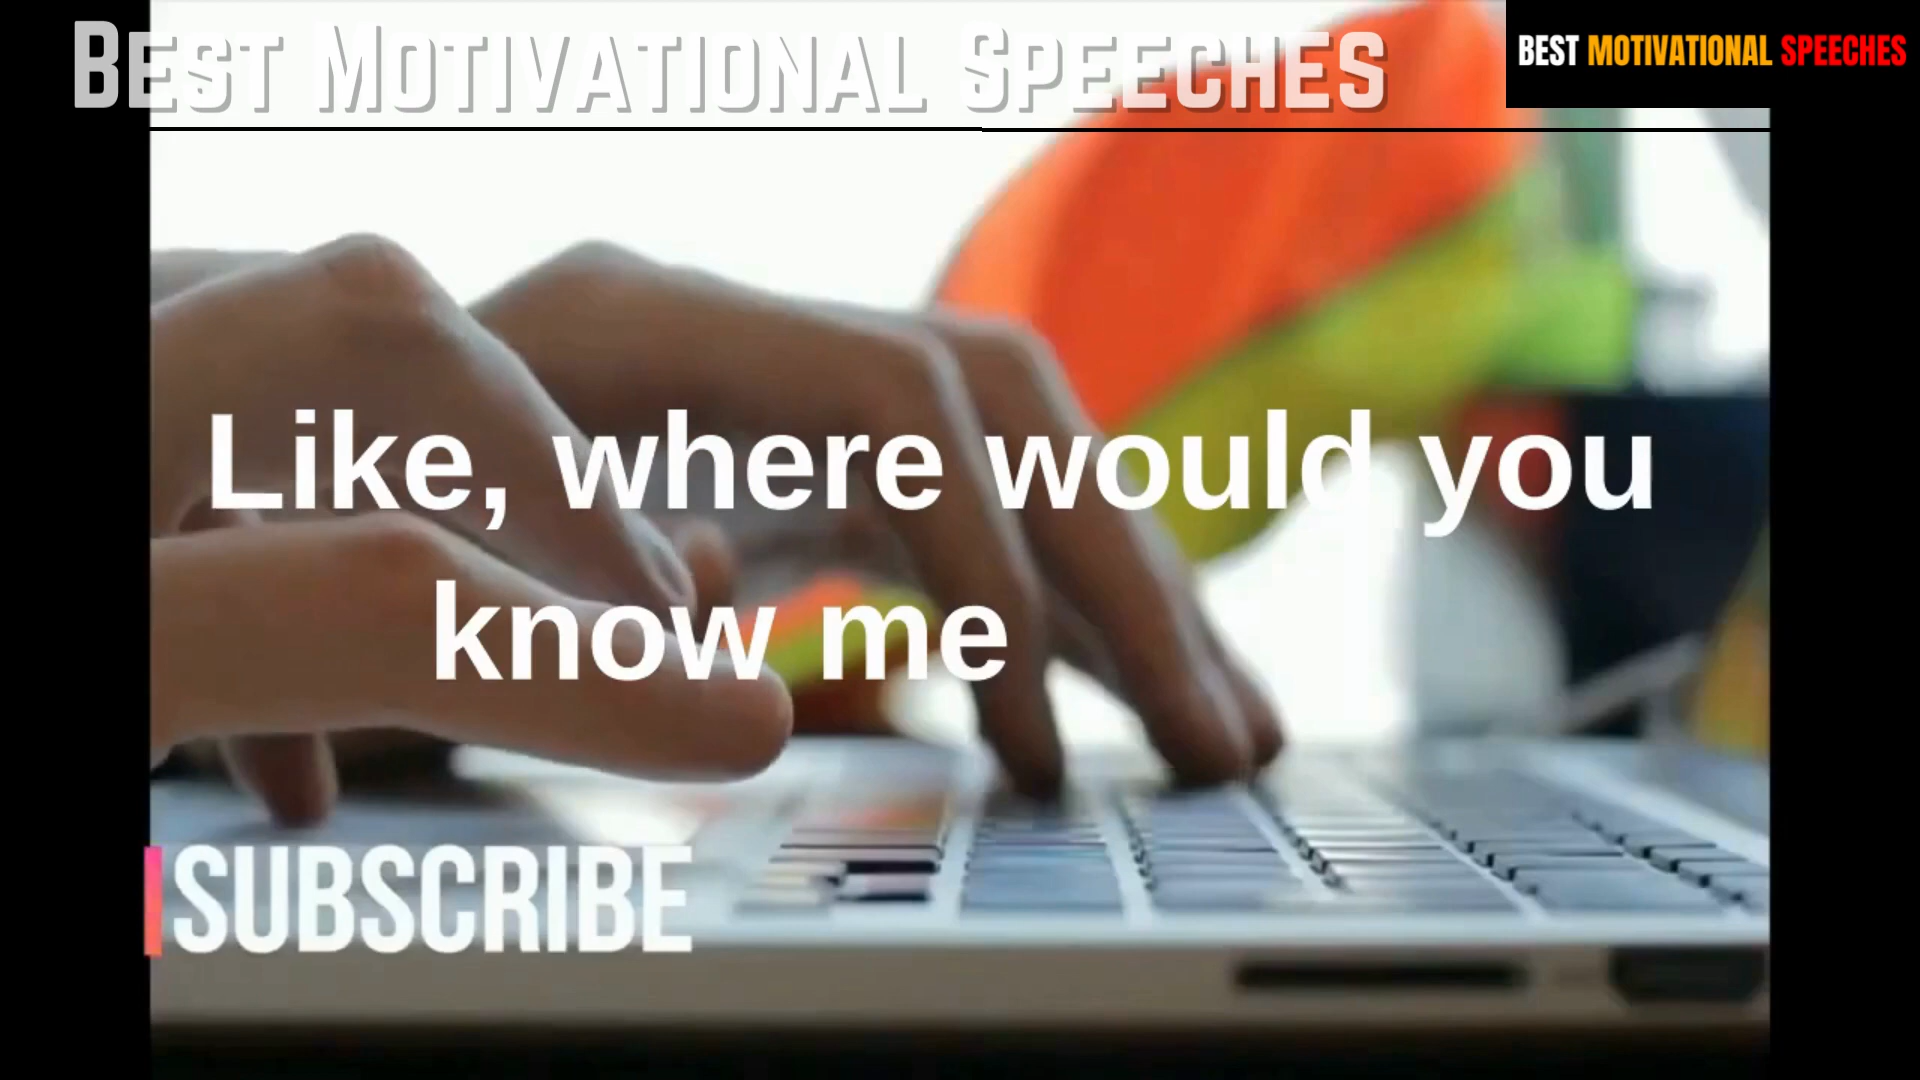 Best Motivational Speeches
BEST MOTIVATIONAL SPEECHES
Like, where would you
know me
SUBSCRIBE